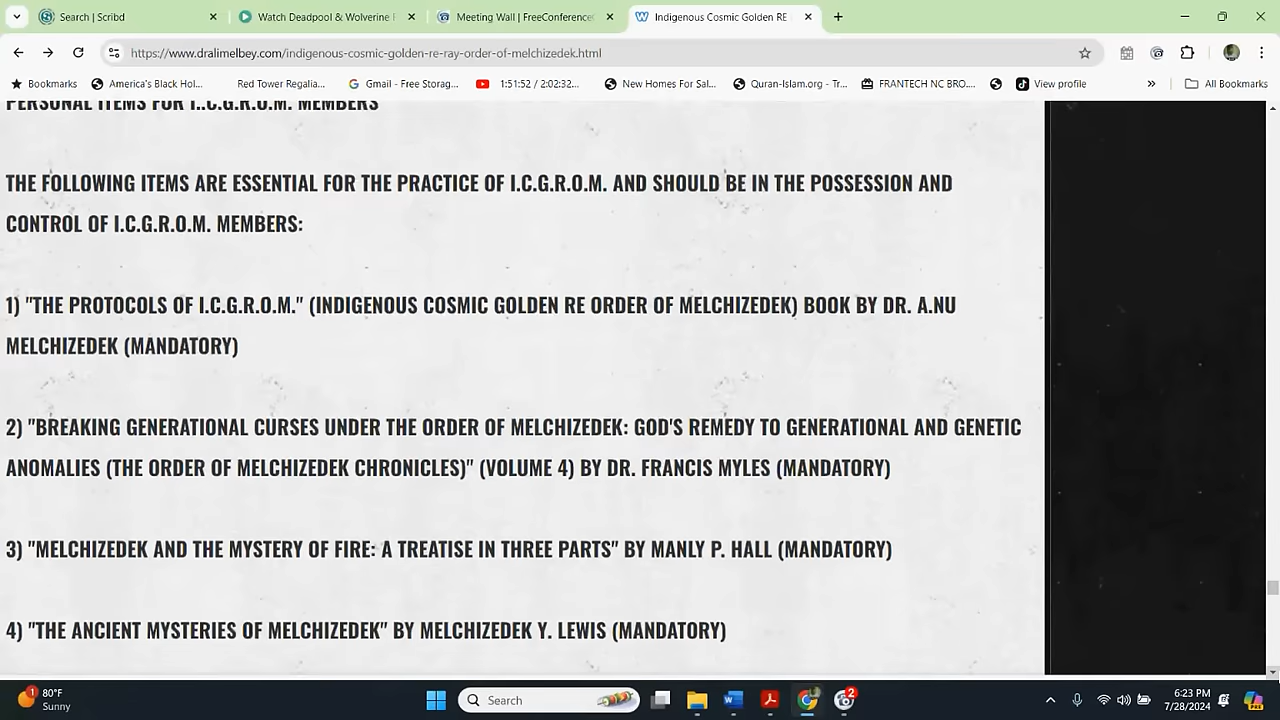 Search | Scribd
Watch Deadpool & Wolverine F
Meeting Wall | FreeConference
Indigenous Cosmic Golden RE
https://www.dralimelbey.com/indigenous-cosmic-golden-re-ray-order-of-melchizedek.html
Bookmarks America's Black Hol... Red Tower Regalia... Gmail - Free Storag... 1:51:52 / 2:02:32... New Homes For Sal... Quran-Islam.org - Tr... FRANTECH NC BRO.... View profile » All Bookmarks
PERSONAL ITEMS FOR I..C.G.R.O.M. MEMBERS
THE FOLLOWING ITEMS ARE ESSENTIAL FOR THE PRACTICE OF I.C.G.R.O.M. AND SHOULD BE IN THE POSSESSION AND
CONTROL OF I.C.G.R.O.M. MEMBERS:
1) "THE PROTOCOLS OF I.C.G.R.O.M." (INDIGENOUS COSMIC GOLDEN RE ORDER OF MELCHIZEDEK) BOOK BY DR. A.NU
MELCHIZEDEK (MANDATORY)
2) "BREAKING GENERATIONAL CURSES UNDER THE ORDER OF MELCHIZEDEK: GOD'S REMEDY TO GENERATIONAL AND GENETIC
ANOMALIES (THE ORDER OF MELCHIZEDEK CHRONICLES)" (VOLUME 4) BY DR. FRANCIS MYLES (MANDATORY)
3) "MELCHIZEDEK AND THE MYSTERY OF FIRE: A TREATISE IN THREE PARTS" BY MANLY P. HALL (MANDATORY)
4) "THE ANCIENT MYSTERIES OF MELCHIZEDEK" BY MELCHIZEDEK Y. LEWIS (MANDATORY)
1
80°F
Sunny
Search
2
6:23 PM
7/28/2024